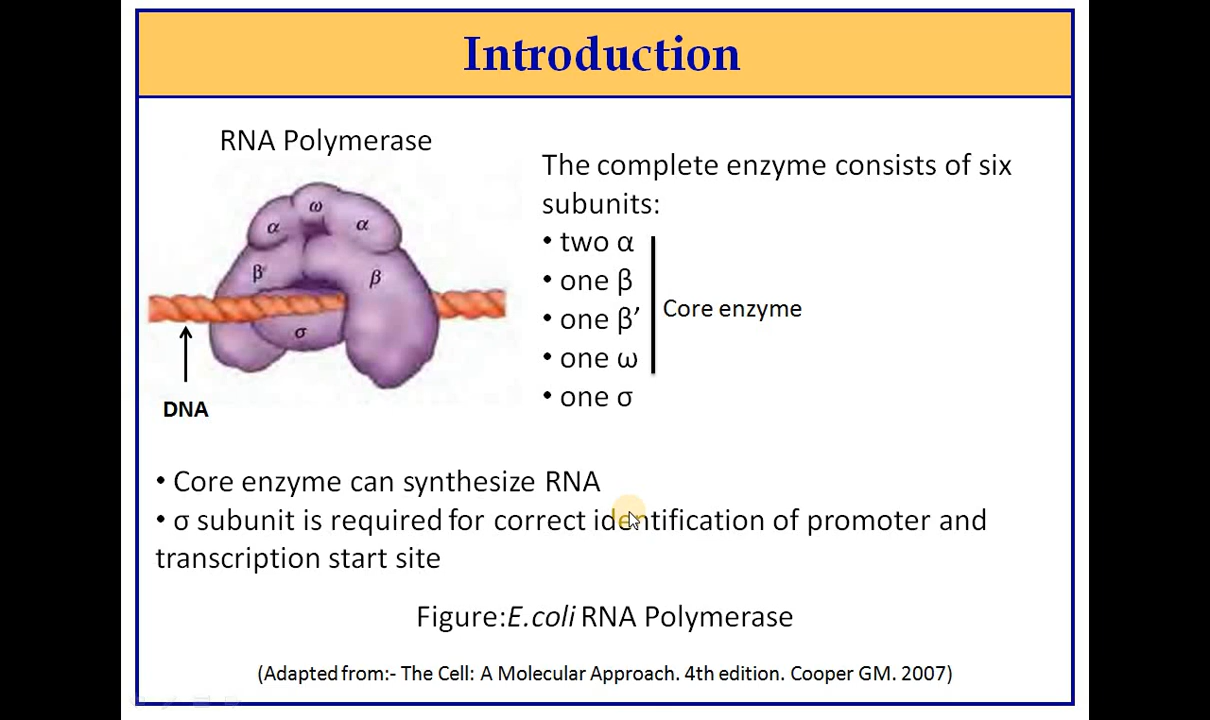 Introduction
RNA Polymerase
ω
α
α
β'
β
σ
DNA
The complete enzyme consists of six
subunits:
• two α
• one β
• one β’
• one ω
• one σ
Core enzyme
• Core enzyme can synthesize RNA
• σ subunit is required for correct identification of promoter and
transcription start site
Figure:E.coli RNA Polymerase
(Adapted from:- The Cell: A Molecular Approach. 4th edition. Cooper GM. 2007)